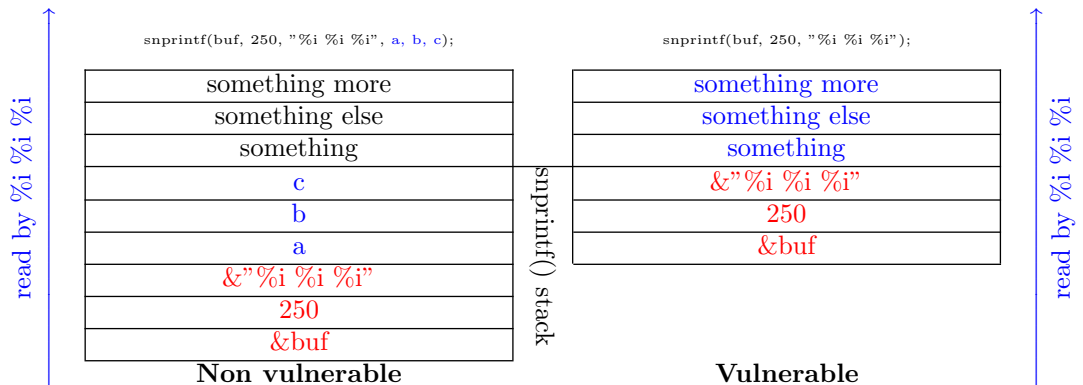 snprintf(buf, 250, "%i %i %i", a, b, c);
something more
something else
something
c
b
a
&"%i %i %i"
250
&buf
Non vulnerable
read by %i %i %i
snprintf() stack
snprintf(buf, 250, "%i %i %i");
something more
something else
something
&"%i %i %i"
250
&buf
Vulnerable
read by %i %i %i